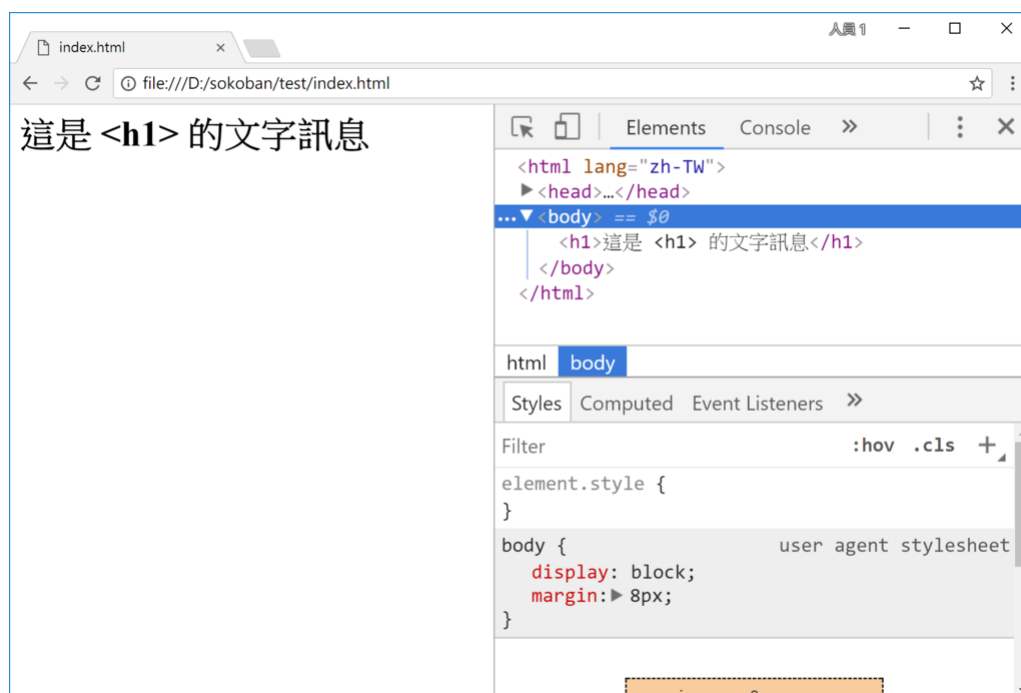 人員 1
index.html
file:///D:/sokoban/test/index.html
這是 <h1> 的文字訊息
Elements Console »
<html lang="zh-TW">
▶<head>…</head>
…▼<body> == $0
<h1>這是 <h1> 的文字訊息</h1>
</body>
</html>
html body
Styles Computed Event Listeners »
Filter :hov .cls +
element.style {
}
body { user agent stylesheet
display: block;
margin:▶ 8px;
}